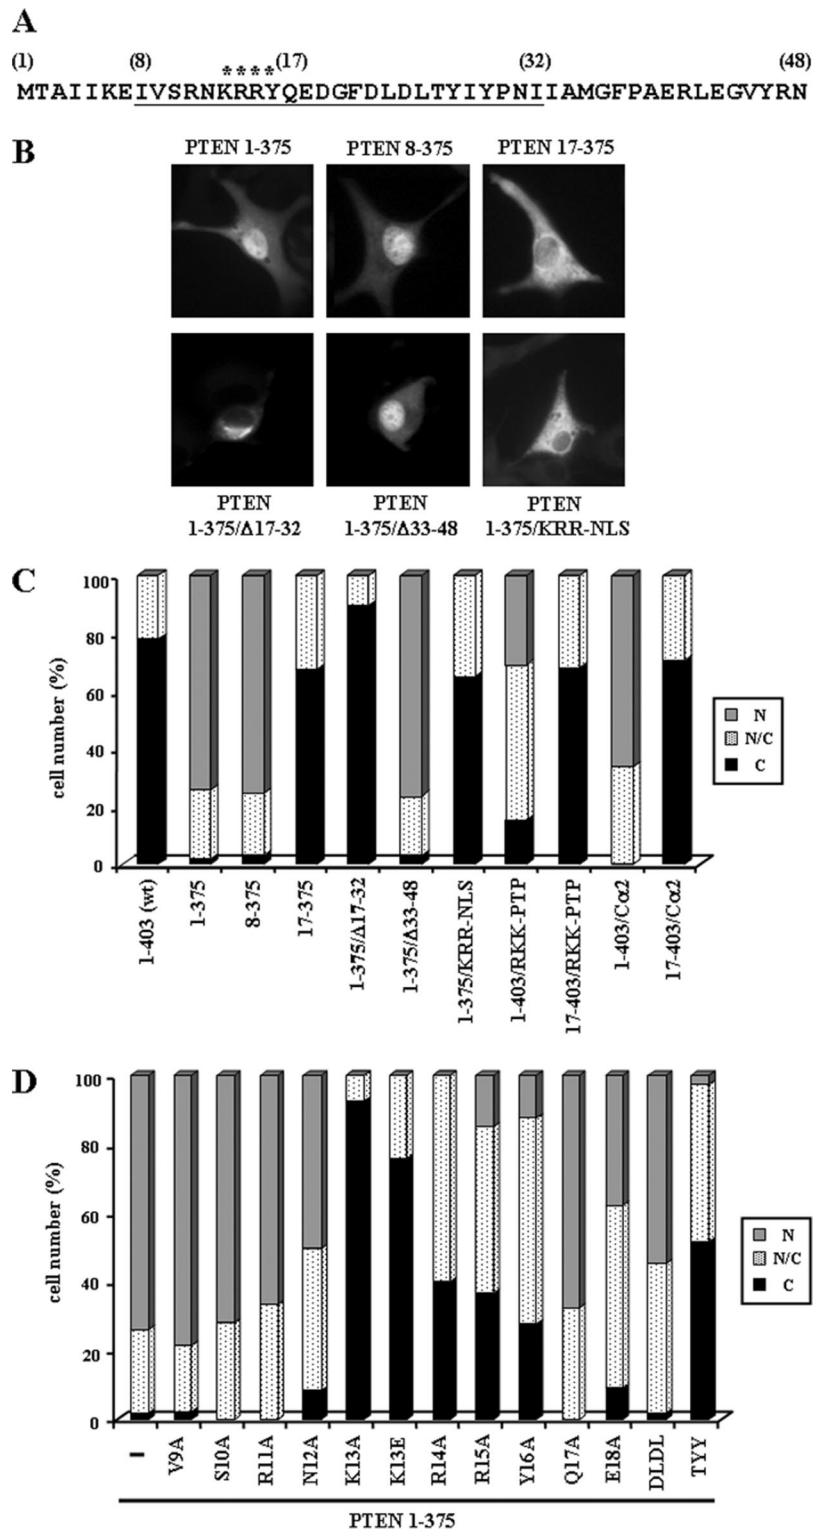 A
(1) (8) (17) (32) (48)
****
MTAIIKEIVSRNKRRYQEDGFDLDLTYIYPNIIAMGFPAERLEGVYRN
B
PTEN 1-375 PTEN 8-375 PTEN 17-375
PTEN PTEN PTEN
1-375/Δ17-32 1-375/Δ33-48 1-375/KRR-NLS
C
cell number (%)
100
80
60
40
20
0
N
N/C
C
1-403 (wt)
1-375
8-375
17-375
1-375/Δ17-32
1-375/Δ33-48
1-375/KRR-NLS
1-403/RKK-PTP
17-403/RKK-PTP
1-403/Cα2
17-403/Cα2
D
cell number (%)
100
80
60
40
20
0
N
N/C
C
–
V9A
S10A
R11A
N12A
K13A
K13E
R14A
R15A
Y16A
Q17A
E18A
DLDL
TYY
PTEN 1-375